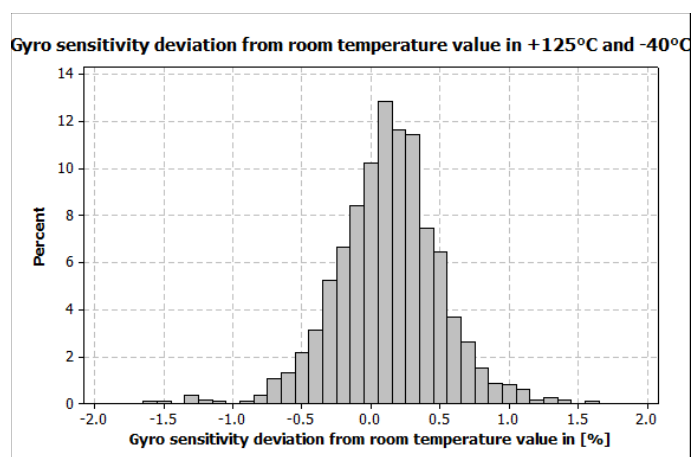 Gyro sensitivity deviation from room temperature value in +125°C and -40°C
14
12
10
8
6
4
2
0
Percent
-2.0 -1.5 -1.0 -0.5 0.0 0.5 1.0 1.5 2.0
Gyro sensitivity deviation from room temperature value in [%]